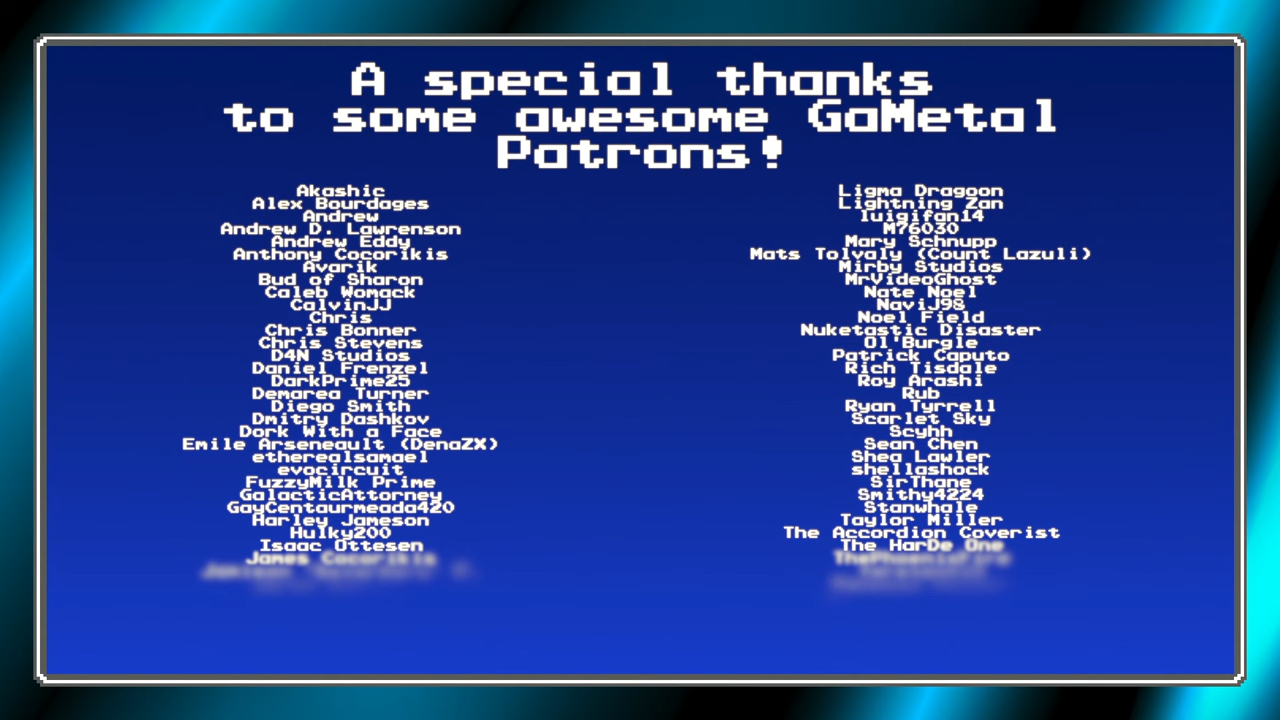 A special thanks
to some awesome GaMetal
Patrons!
Akashic
Alex Bourdages
Andrew
Andrew D. Lawrenson
Andrew Eddy
Anthony Cocorikis
Avarik
Bud of Sharon
Caleb Womack
CalvinJJ
Chris
Chris Bonner
Chris Stevens
D4N Studios
Daniel Frenzel
DarkPrime25
Demarea Turner
Diego Smith
Dmitry Dashkov
Dork With a Face
Emile Arseneault (DenaZX)
etherealsamael
evocircuit
FuzzyMilk Prime
GalacticAttorney
GayCentaurmeada420
Harley Jameson
Hulky200
Isaac Ottesen
James Cocorikis
Ligma Dragoon
Lightning Zan
luigifan14
M76030
Mary Schnupp
Mats Tolvaly (Count Lazuli)
Mirby Studios
MrVideoGhost
Nate Noel
NaviJ98
Noel Field
Nuketastic Disaster
Ol'Burgle
Patrick Caputo
Rich Tisdale
Roy Arashi
Rub
Ryan Tyrrell
Scarlet Sky
Scyhh
Sean Chen
Shea Lawler
shellashock
SirThane
Smithy4224
Stanwhale
Taylor Miller
The Accordion Coverist
The HarDe One